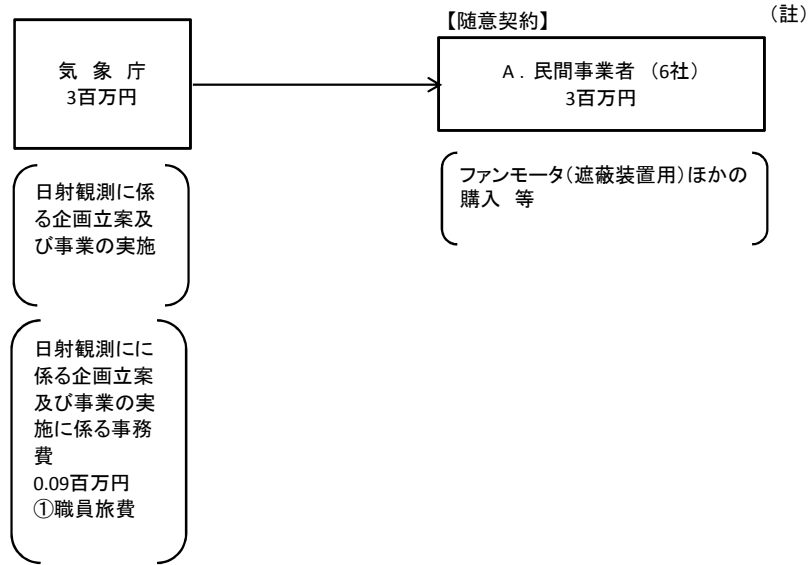 (註)
【随意契約】
気 象 庁
3百万円
A . 民間事業者 (6社)
3百万円
日射観測に係
る企画立案及
び事業の実施
ファンモータ(遮蔽装置用)ほかの
購入 等
日射観測にに
係る企画立案
及び事業の実
施に係る事務
費
0.09百万円
①職員旅費